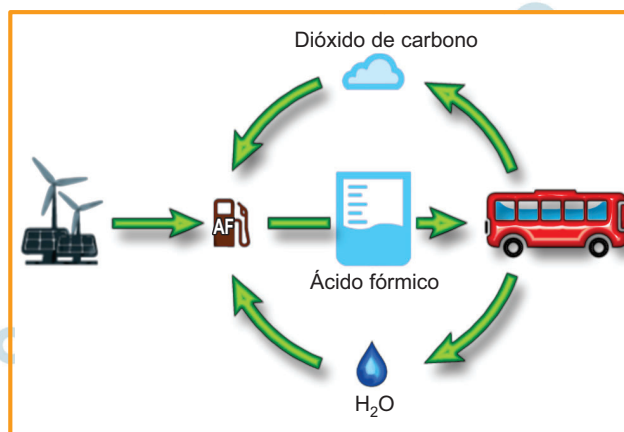 Dióxido de carbono
AF
Ácido fórmico
H₂O